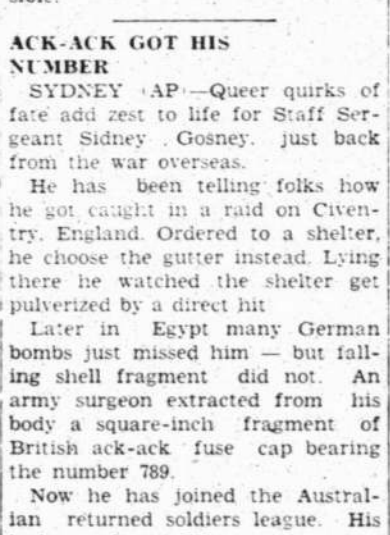 ACK-ACK GOT HIS
NUMBER
SYDNEY (AP)—Queer quirks of
fate add zest to life for Staff Ser-
geant Sidney . Gosney. just back
from the war overseas.
He has been telling folks how
he got caught in a raid on Civen-
try, England. Ordered to a shelter,
he choose the gutter instead. Lying
there he watched the shelter get
pulverized by a direct hit
Later in Egypt many German
bombs just missed him — but fall-
ing shell fragment did not. An
army surgeon extracted from his
body a square-inch fragment of
British ack-ack fuse cap bearing
the number 789.
Now he has joined the Austral-
ian returned soldiers league. His